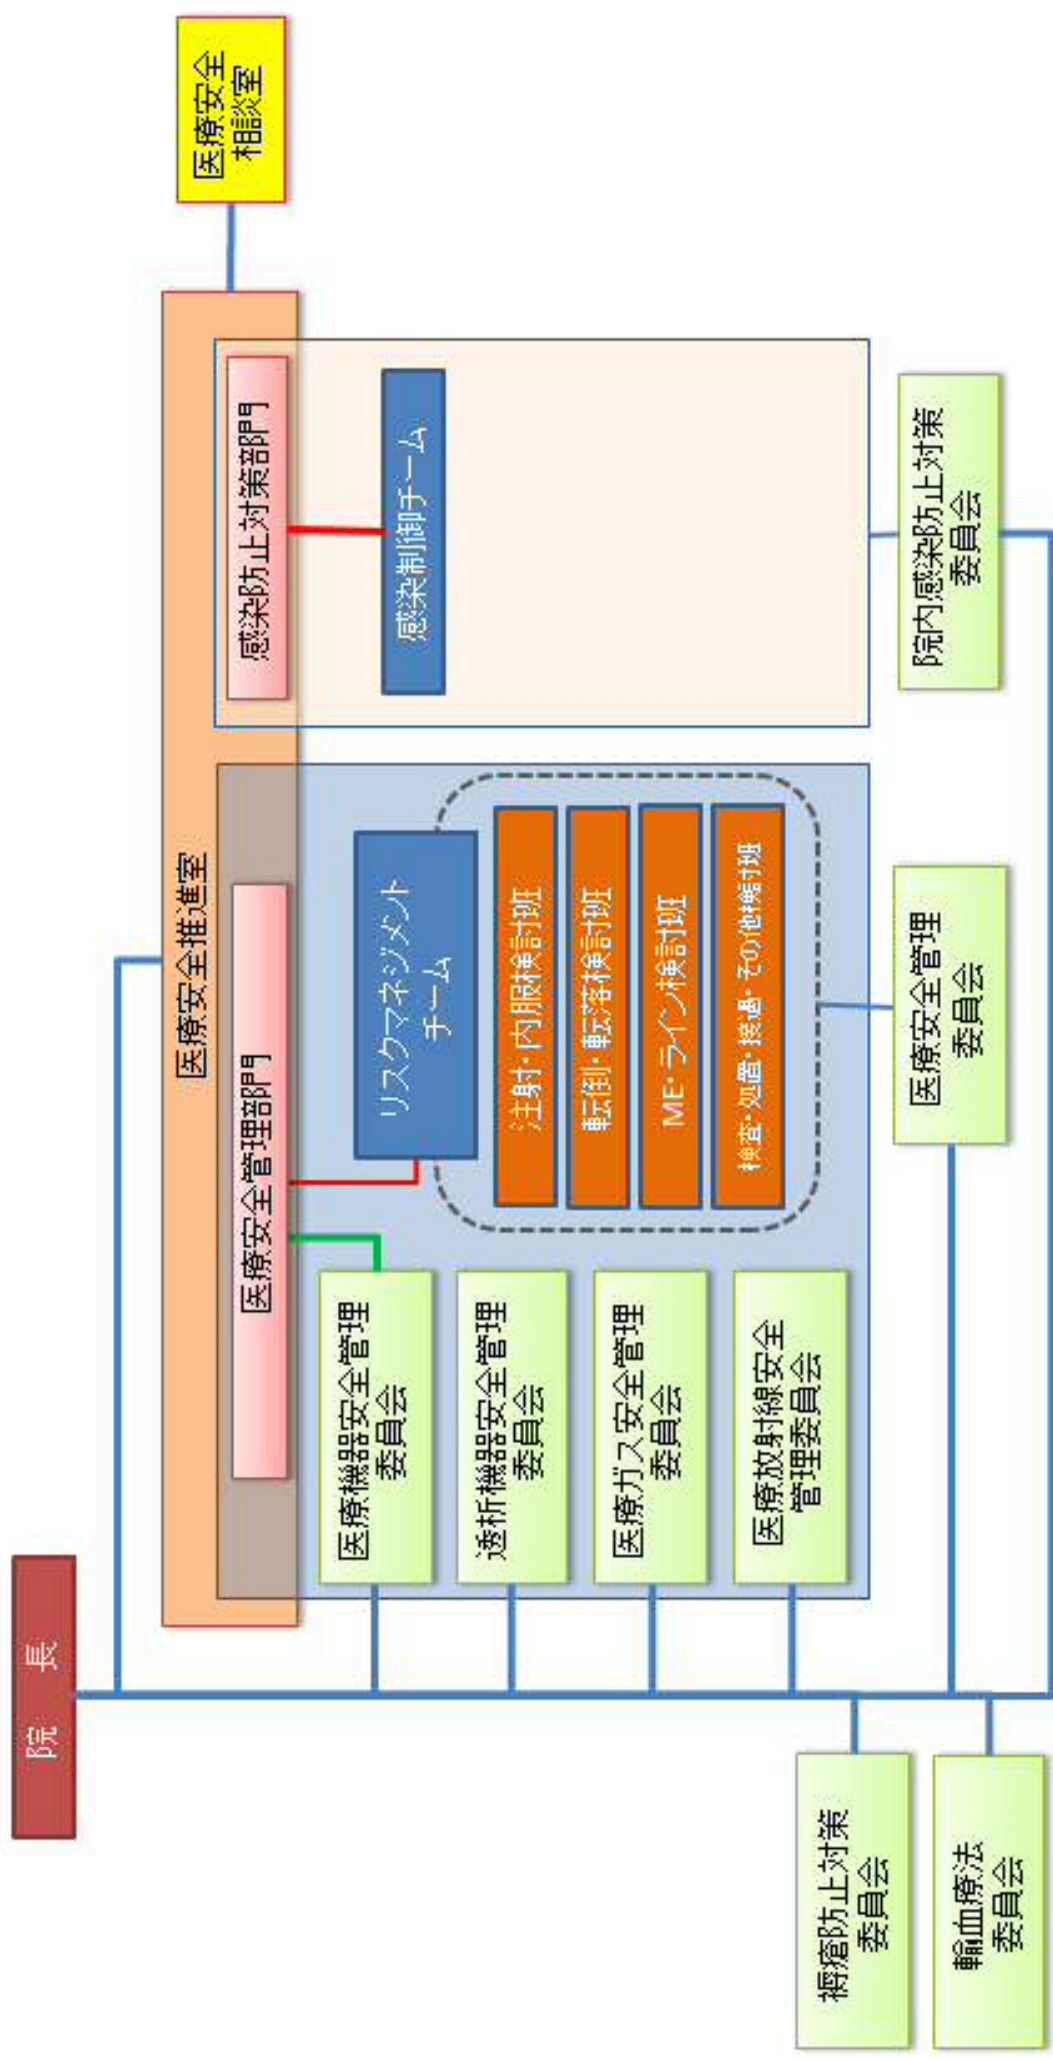 院　長
医療安全推進室
医療安全
相談室
医療安全管理部門
感染防止対策部門
医療機器安全管理
委員会
リスクマネジメント
チーム
感染制御チーム
透析機器安全管理
委員会
注射・内服検討班
転倒・転落検討班
医療ガス安全管理
委員会
ME・ライン検討班
医療放射線安全
管理委員会
検査・処置・接遇・その他検討班
褥瘡防止対策
委員会
医療安全管理
委員会
院内感染防止対策
委員会
輸血療法
委員会